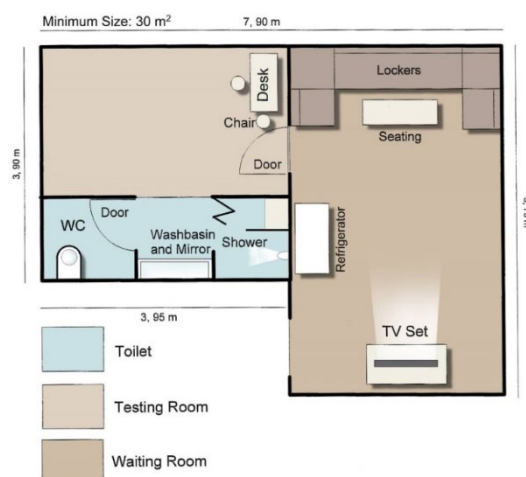 Minimum Size: 30 m²
7, 90 m
Lockers
Desk
Seating
Chair
3, 90 m
Door
Door
WC
Washbasin
and Mirror
Shower
Refrigerator
3, 95 m
TV Set
Toilet
Testing Room
Waiting Room